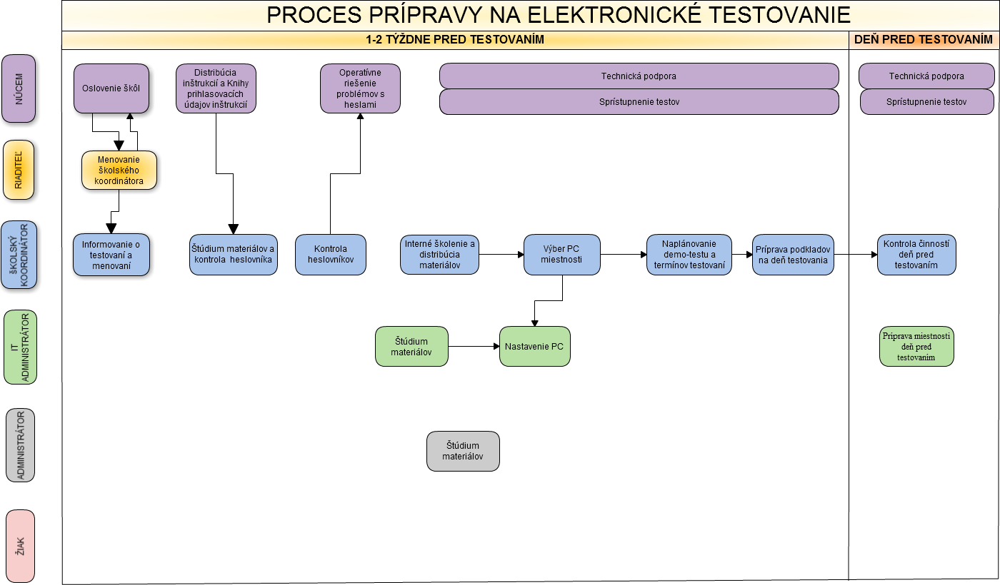 PROCES PRÍPRAVY NA ELEKTRONICKÉ TESTOVANIE
1-2 TÝŽDNE PRED TESTOVANÍM
DEŇ PRED TESTOVANÍM
NÚCEM
Oslovenie škôl
Distribúcia
inštrukcií a Knihy
prihlasovacích
údajov inštrukcií
Operatívne
riešenie
problémov s
heslami
Technická podpora
Sprístupnenie testov
Technická podpora
Sprístupnenie testov
RIADITEĽ
Menovanie
školského
koordinátora
ŠKOLSKÝ
KOORDINÁTOR
Informovanie o
testovaní a
menovaní
Štúdium materiálov a
kontrola heslovníka
Kontrola
heslovníkov
Interné školenie a
distribúcia
materiálov
Výber PC
miestnosti
Naplánovanie
demo-testu a
termínov testovaní
Príprava podkladov
na deň testovania
Kontrola činností
deň pred
testovaním
IT
ADMINISTRÁTOR
Štúdium
materiálov
Nastavenie PC
Príprava miestnosti
deň pred
testovaním
ADMINISTRÁTOR
Štúdium
materiálov
ŽIAK